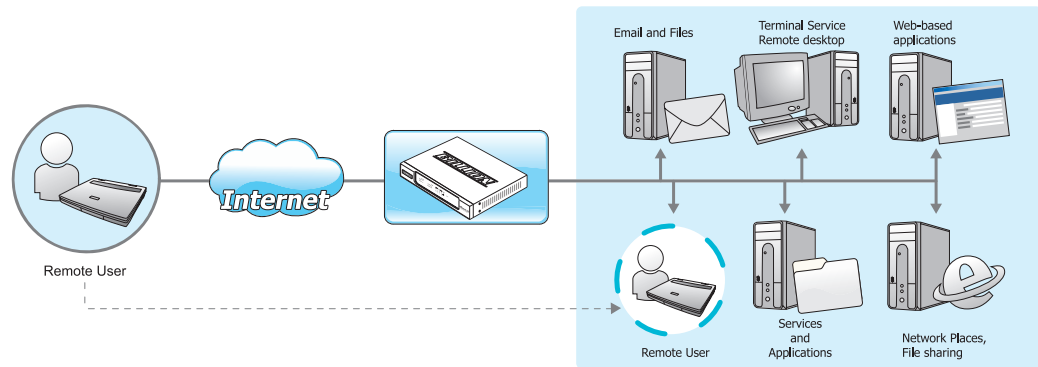 Email and Files
Terminal Service
Remote desktop
Web-based
applications
Internet
Remote User
Remote User
Services
and
Applications
Network Places,
File sharing